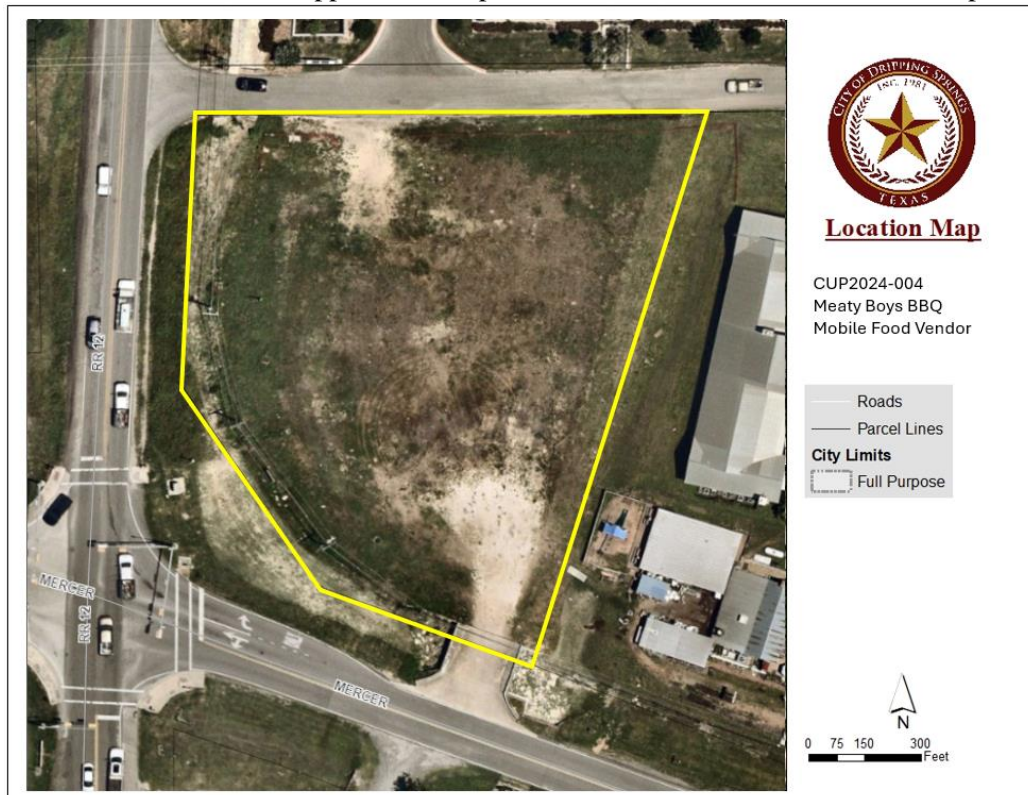 CITY OF DRIPPING SPRINGS
INC. 1981
TEXAS
Location Map
CUP2024-004
Meaty Boys BBQ
Mobile Food Vendor
Roads
Parcel Lines
City Limits
Full Purpose
RR 12
MERCER
RR 12
MERCER
N
0 75 150 300
Feet